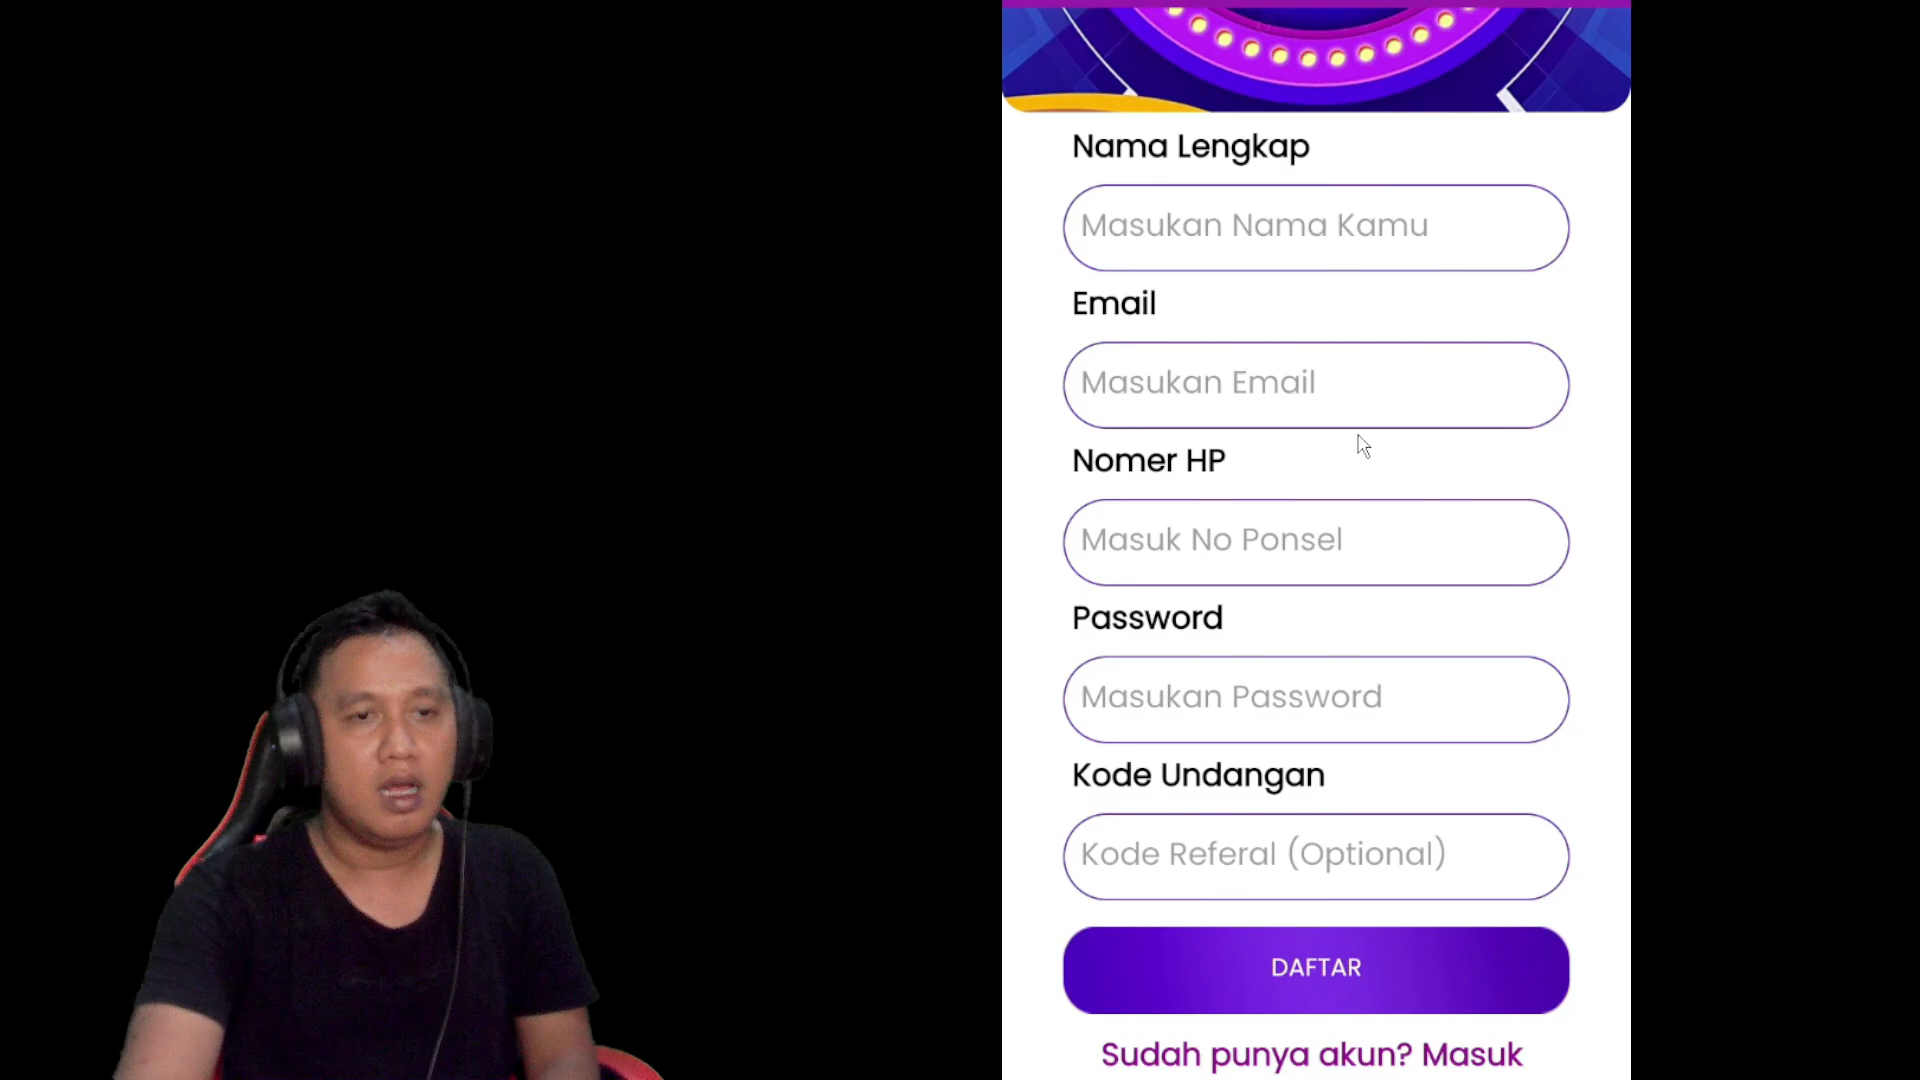 Nama Lengkap
Masukan Nama Kamu
Email
Masukan Email
Nomer HP
Masuk No Ponsel
Password
Masukan Password
Kode Undangan
Kode Referal (Optional)
DAFTAR
Sudah punya akun? Masuk